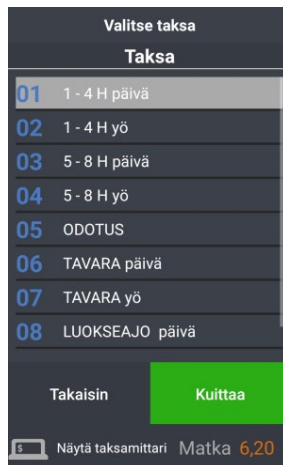 Valitse taksa
Taksa
01 1 - 4 H päivä
02 1 - 4 H yö
03 5 - 8 H päivä
04 5 - 8 H yö
05 ODOTUS
06 TAVARA päivä
07 TAVARA yö
08 LUOKSEAJO päivä
Takaisin Kuittaa
$ Näytä taksamittari Matka 6,20